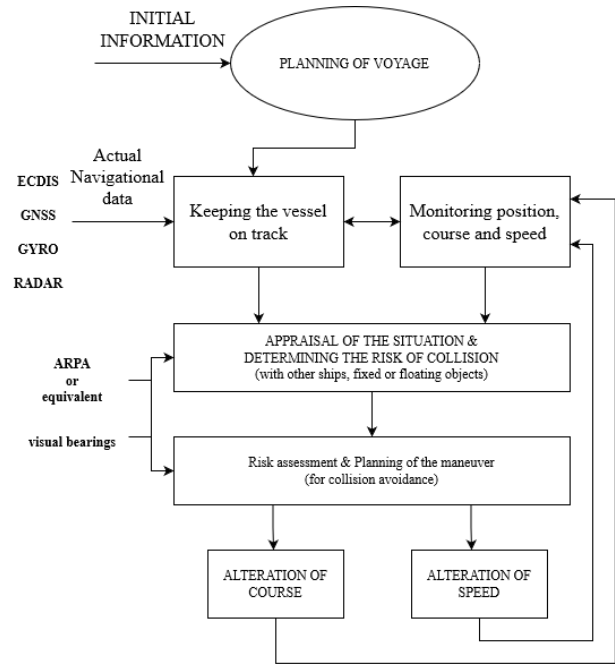 INITIAL
INFORMATION
PLANNING OF VOYAGE
Actual
Navigational
data
ECDIS
GNSS
GYRO
RADAR
Keeping the vessel
on track
Monitoring position,
course and speed
APPRAISAL OF THE SITUATION &
DETERMINING THE RISK OF COLLISION
(with other ships, fixed or floating objects)
ARPA
or
equivalent
visual bearings
Risk assessment & Planning of the maneuver
(for collision avoidance)
ALTERATION OF
COURSE
ALTERATION OF
SPEED